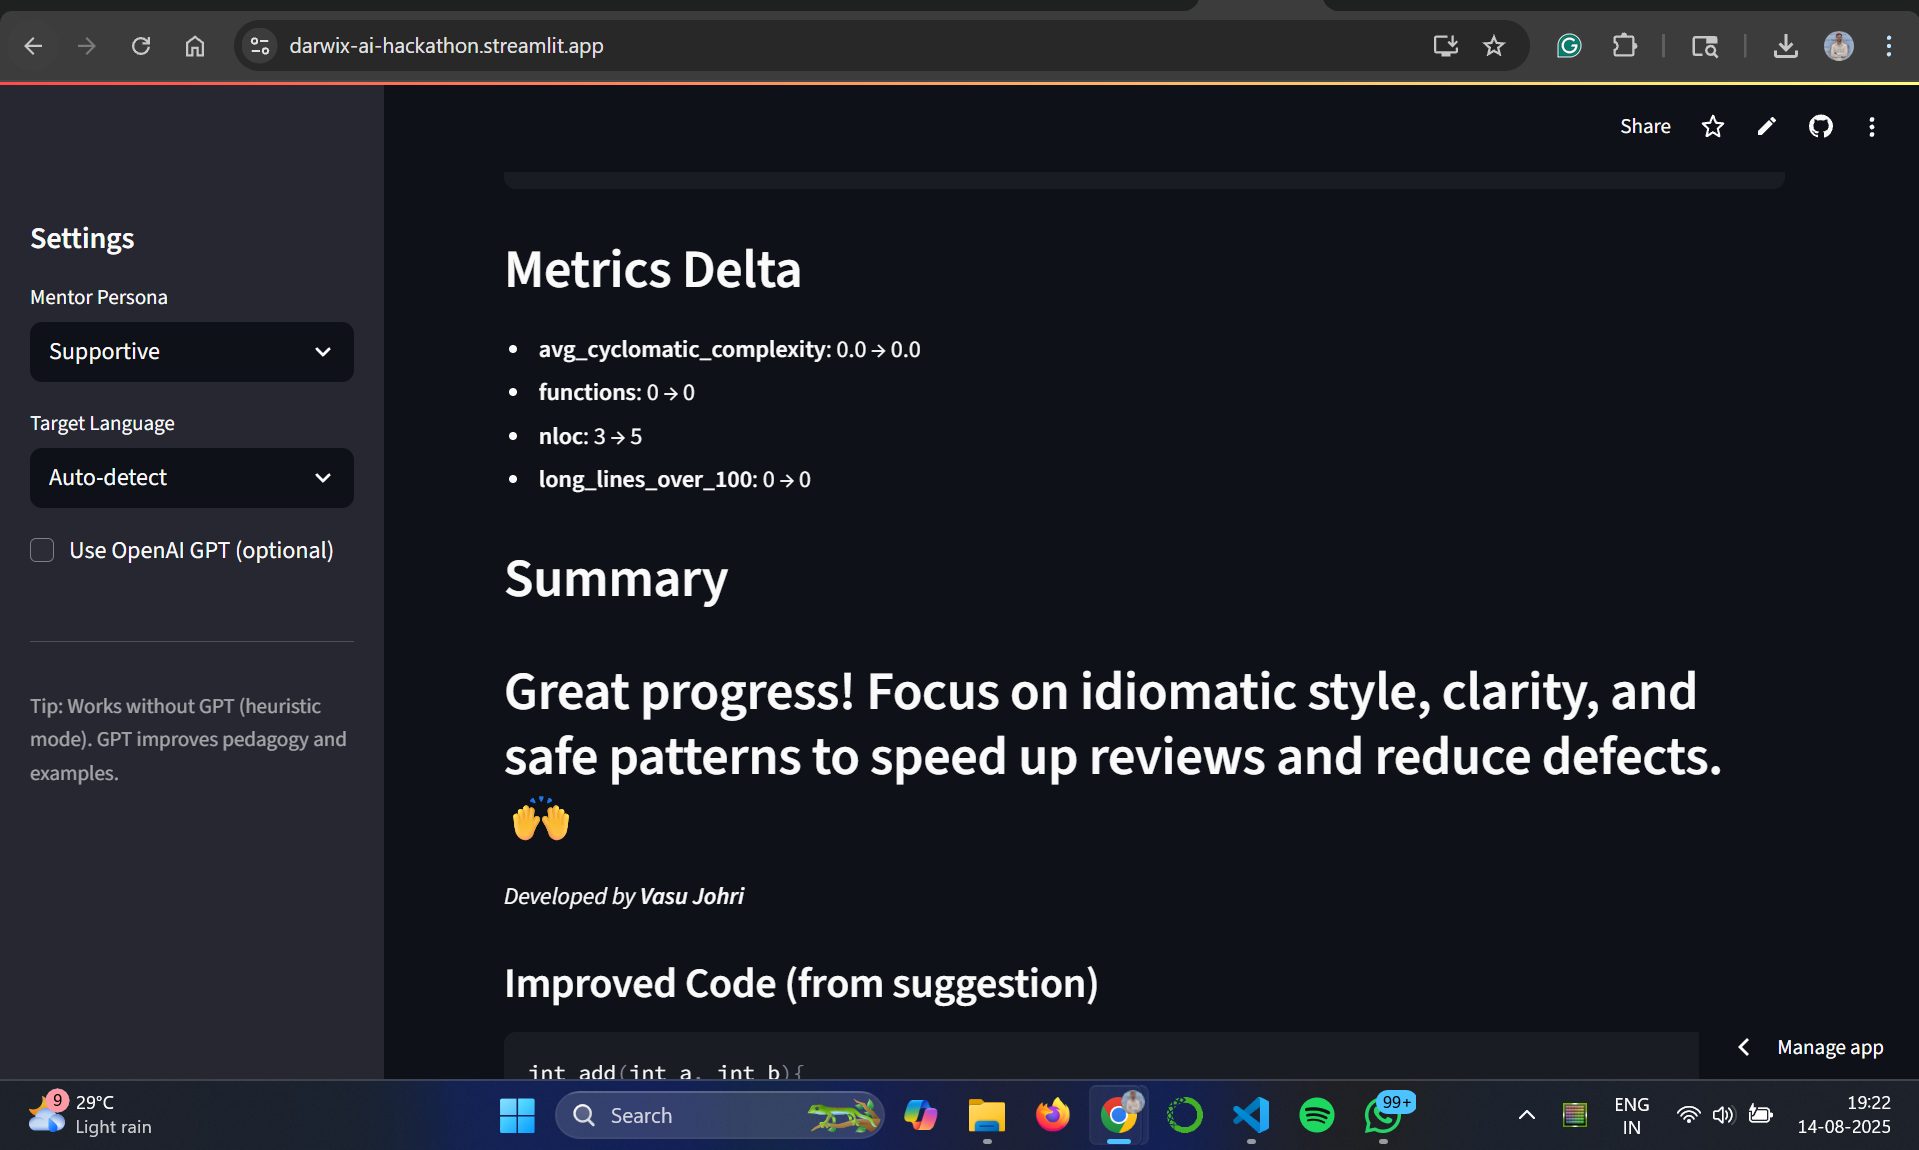 darwix-ai-hackathon.streamlit.app
Share
Settings
Mentor Persona
Supportive
Target Language
Auto-detect
Use OpenAI GPT (optional)
Tip: Works without GPT (heuristic
mode). GPT improves pedagogy and
examples.
Metrics Delta
• avg_cyclomatic_complexity: 0.0 → 0.0
• functions: 0 → 0
• nloc: 3 → 5
• long_lines_over_100: 0 → 0
Summary
Great progress! Focus on idiomatic style, clarity, and
safe patterns to speed up reviews and reduce defects.
🙌
Developed by Vasu Johri
Improved Code (from suggestion)
int add(int a, int b){
Manage app
9
29°C
Light rain
Search
99+
ENG
IN
19:22
14-08-2025